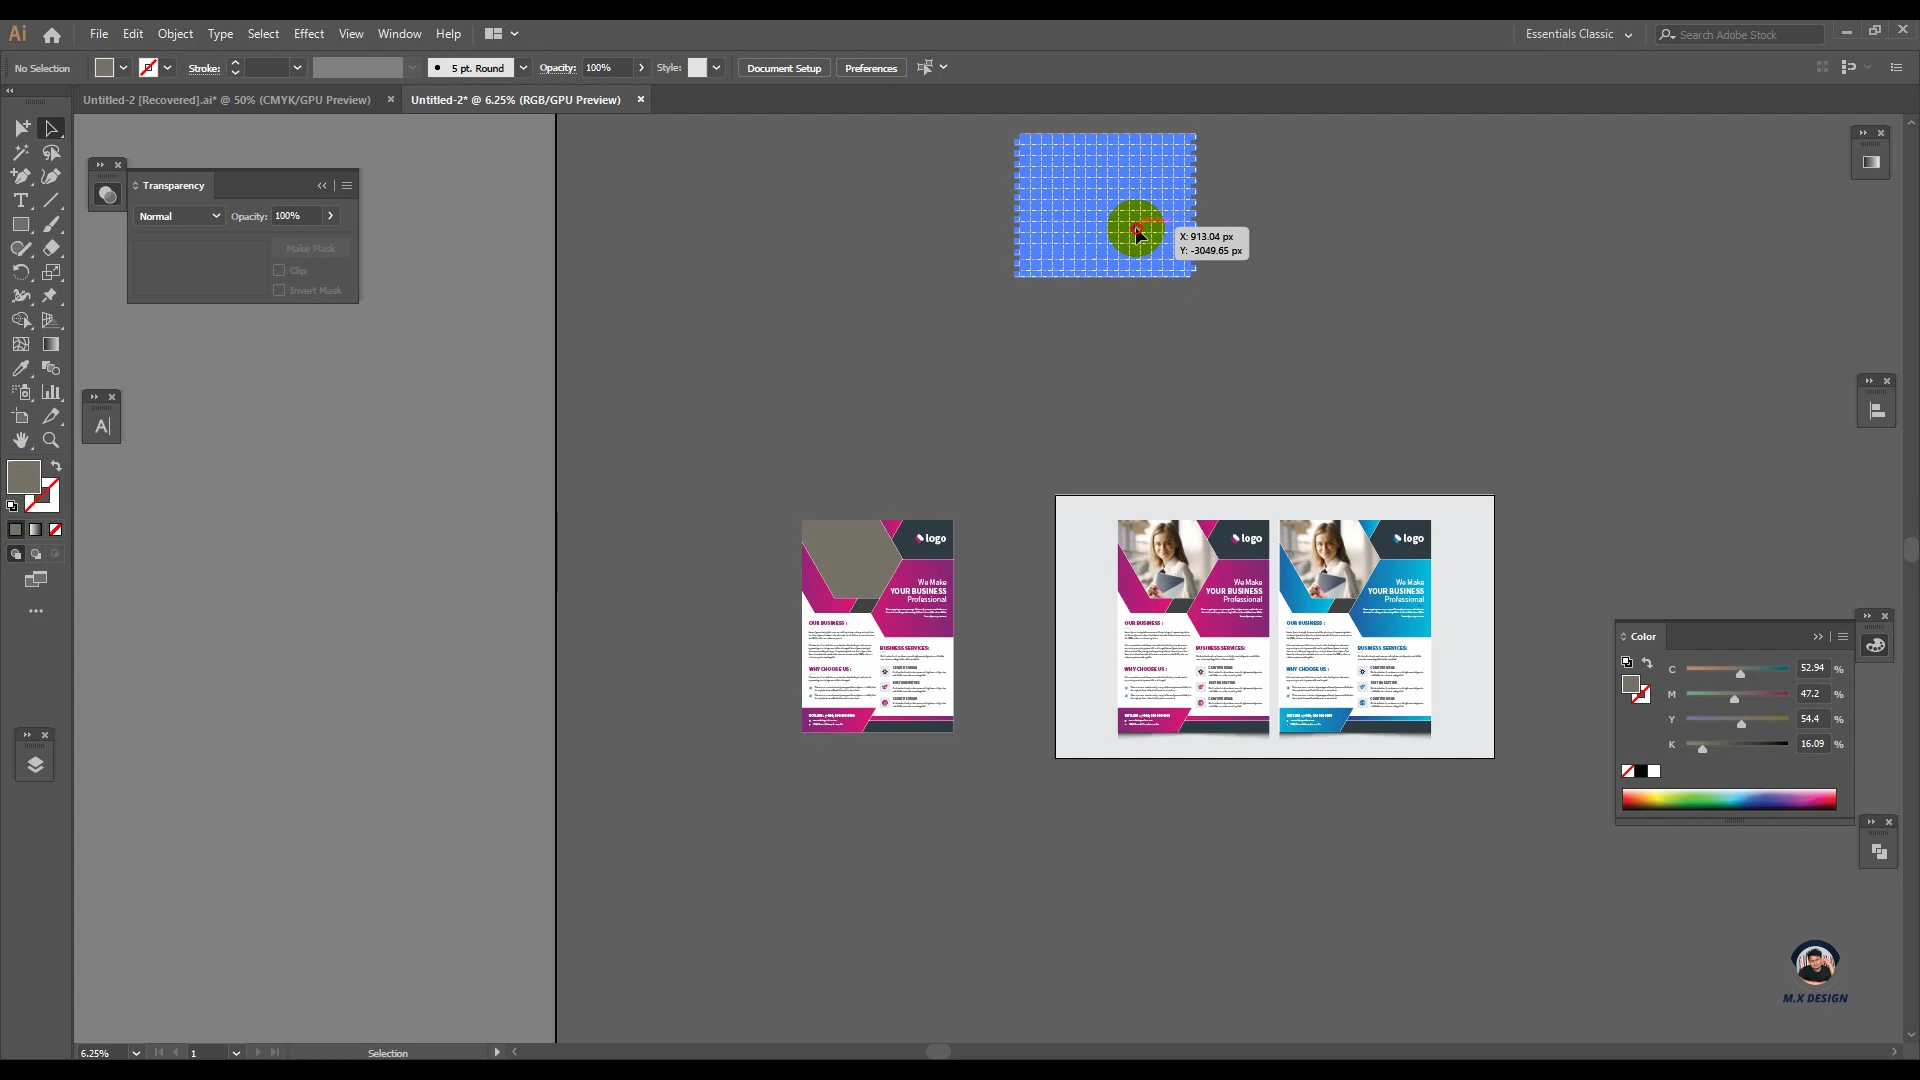 Ai
File
Edit
Object
Type
Select
Effect
View
Window
Help
Essentials Classic
Search Adobe Stock
No Selection
Stroke:
5 pt. Round
Opacity:
100%
Style:
Document Setup
Preferences
Untitled-2 [Recovered].ai* @ 50% (CMYK/GPU Preview)
Untitled-2* @ 6.25% (RGB/GPU Preview)
Transparency
Normal
Opacity:
100%
Make Mask
Clip
Invert Mask
X: 913.04 px
Y: -3049.65 px
logo
We Make
YOUR BUSINESS
Professional
OUR BUSINESS :
BUSINESS SERVICES:
WHY CHOOSE US :
logo
We Make
YOUR BUSINESS
Professional
OUR BUSINESS :
BUSINESS SERVICES:
WHY CHOOSE US :
logo
We Make
YOUR BUSINESS
Professional
OUR BUSINESS :
BUSINESS SERVICES:
WHY CHOOSE US :
Color
C
52.94
%
M
47.2
%
Y
54.4
%
K
16.09
%
M.X DESIGN
6.25%
1
Selection